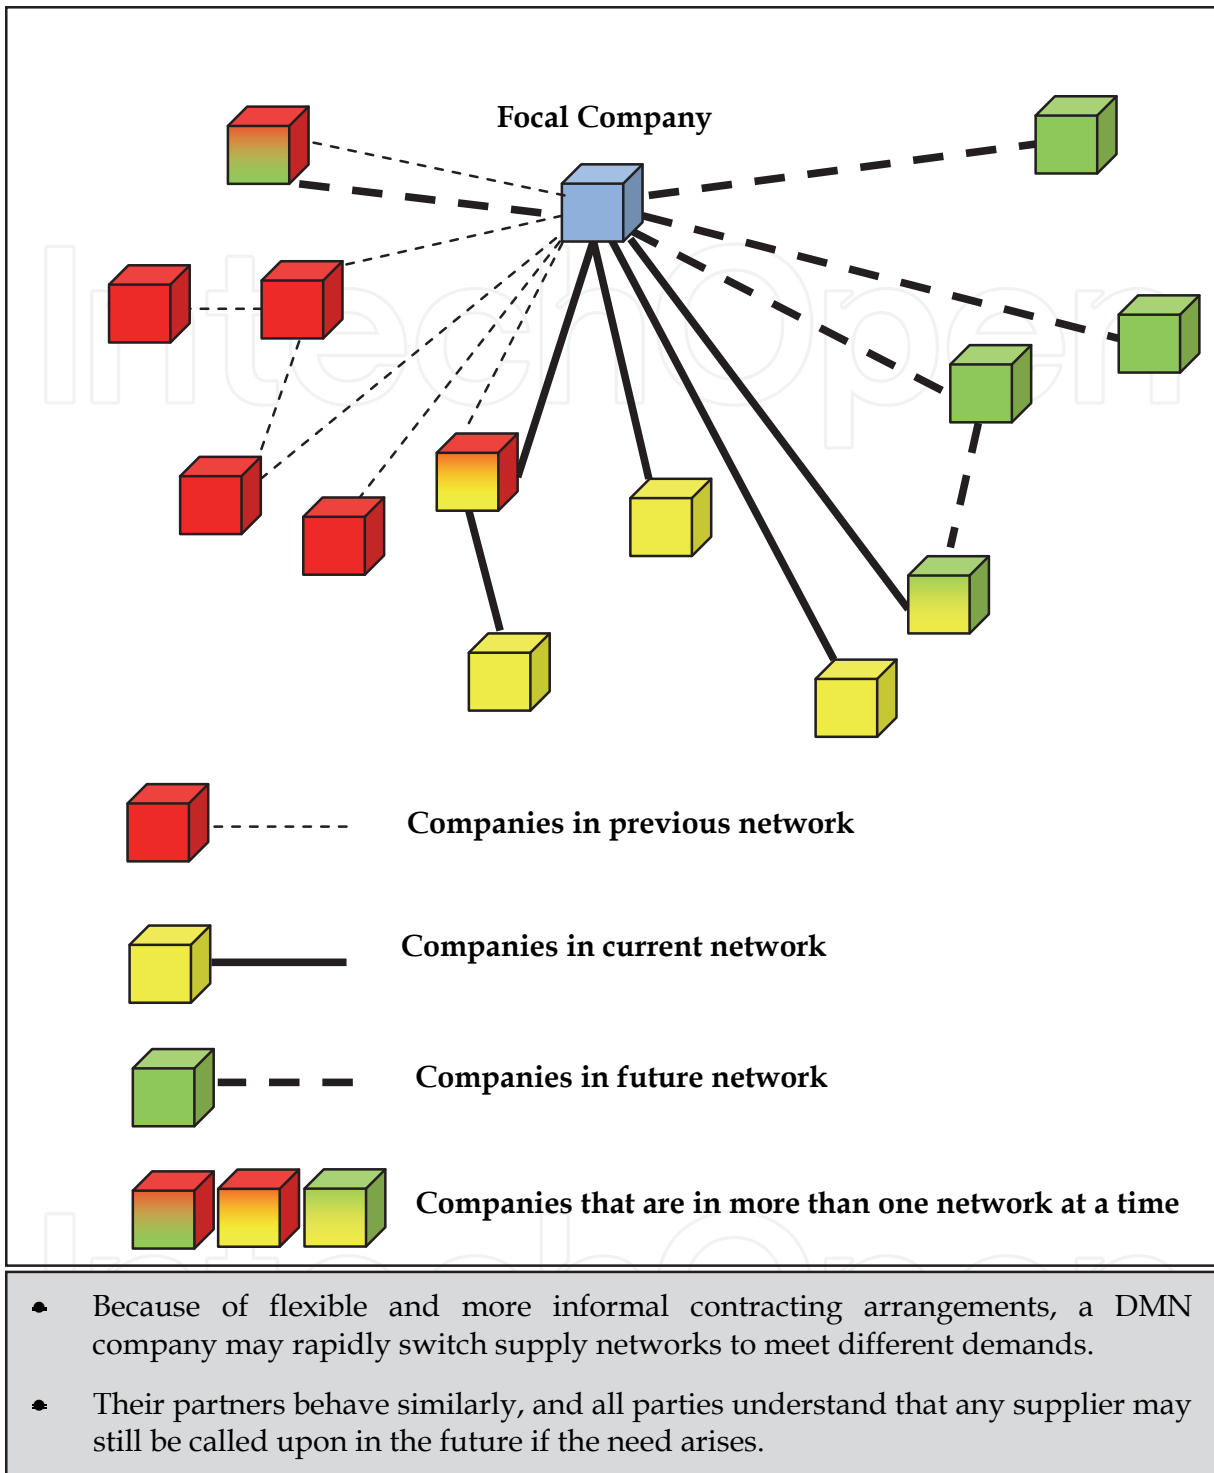 Focal Company
IntechOpen
Companies in previous network
Companies in current network
Companies in future network
Companies that are in more than one network at a time
IntechOpen
• Because of flexible and more informal contracting arrangements, a DMN
company may rapidly switch supply networks to meet different demands.
• Their partners behave similarly, and all parties understand that any supplier may
still be called upon in the future if the need arises.